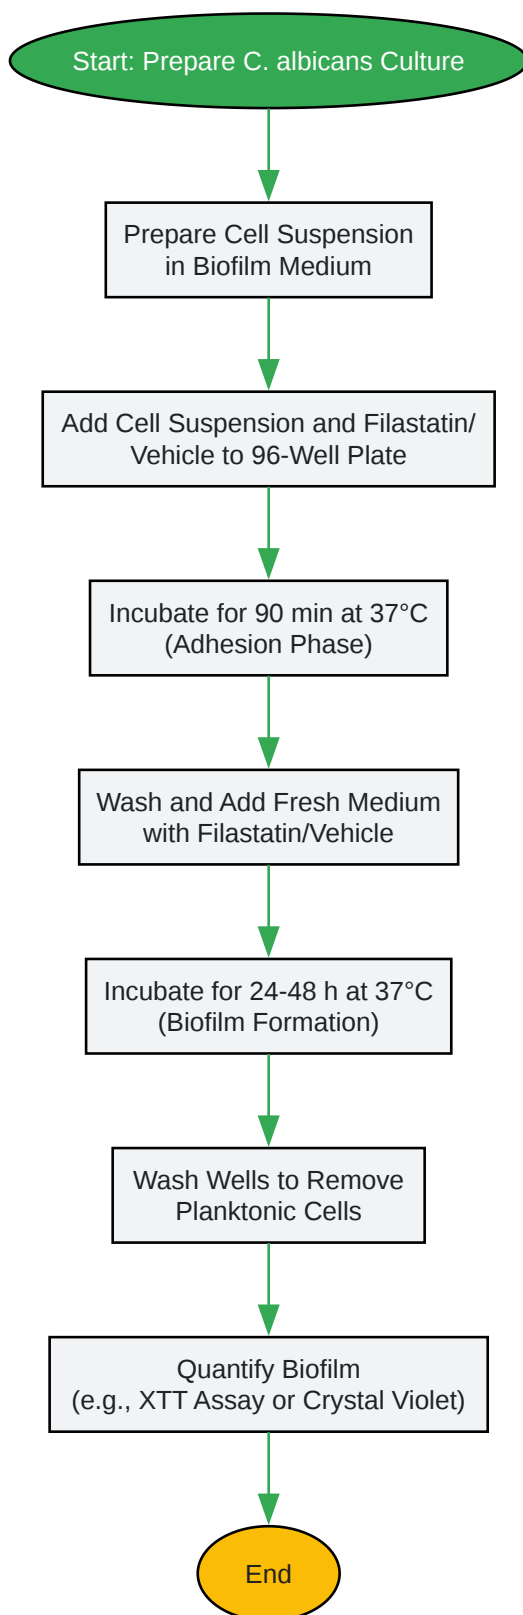 Start: Prepare C. albicans Culture
Prepare Cell Suspension
in Biofilm Medium
Add Cell Suspension and Filastatin/
Vehicle to 96-Well Plate
Incubate for 90 min at 37°C
(Adhesion Phase)
Wash and Add Fresh Medium
with Filastatin/Vehicle
Incubate for 24-48 h at 37°C
(Biofilm Formation)
Wash Wells to Remove
Planktonic Cells
Quantify Biofilm
(e.g., XTT Assay or Crystal Violet)
End